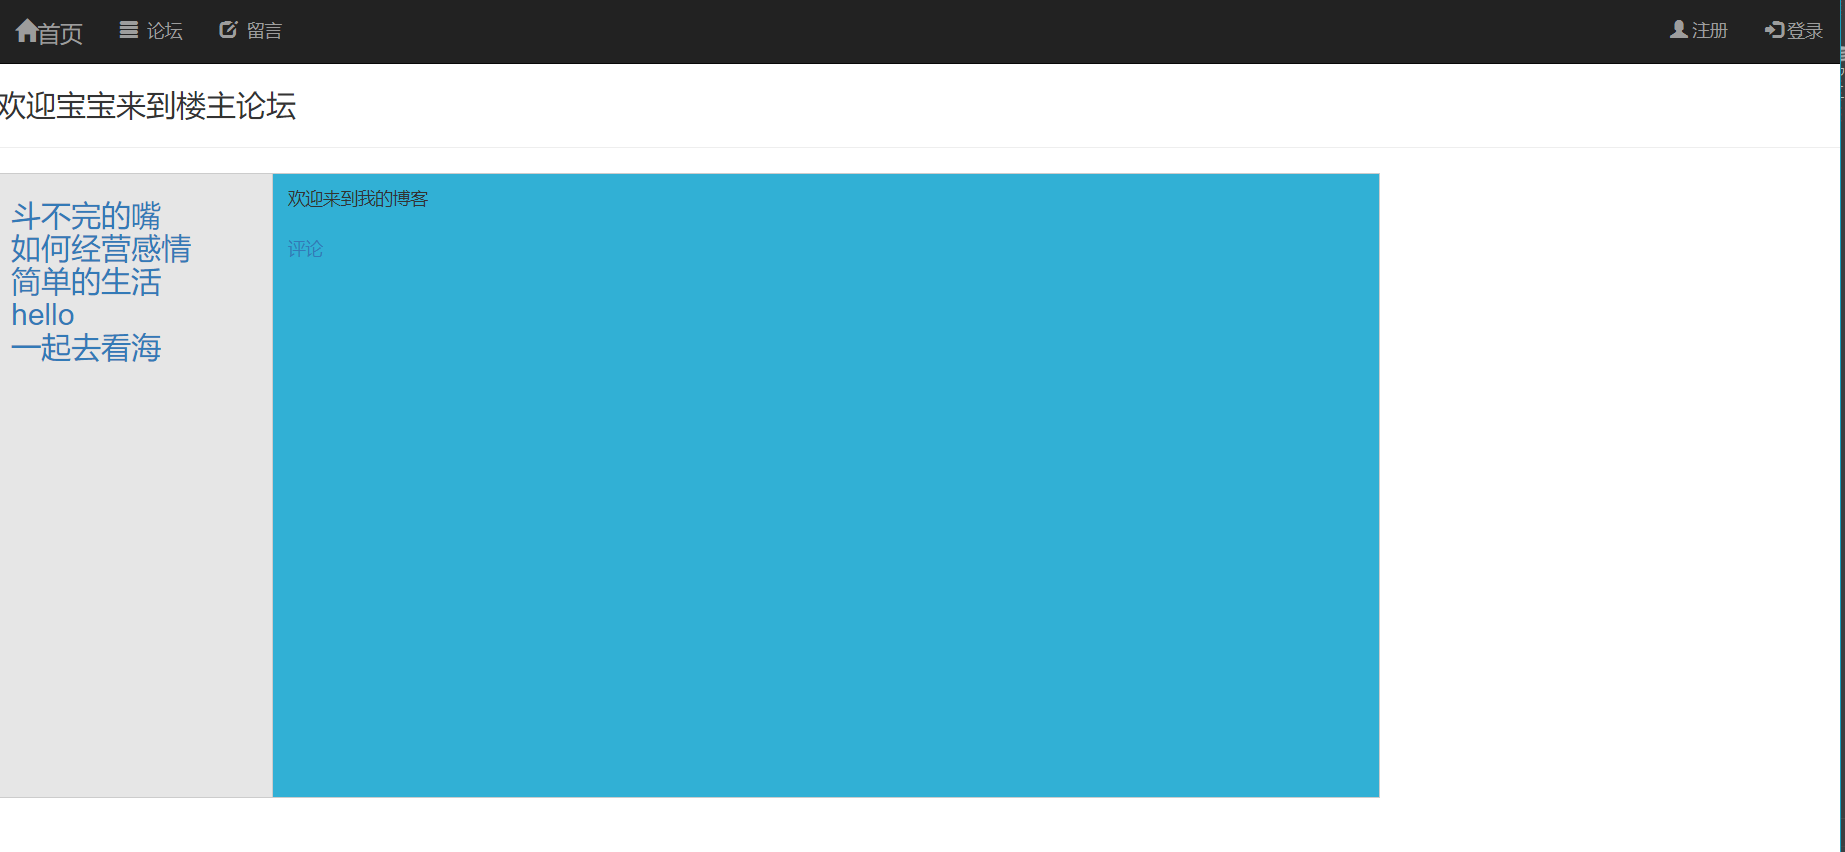 首页 论坛 留言 注册 登录
欢迎宝宝来到楼主论坛
斗不完的嘴
如何经营感情
简单的生活
hello
一起去看海
欢迎来到我的博客
评论